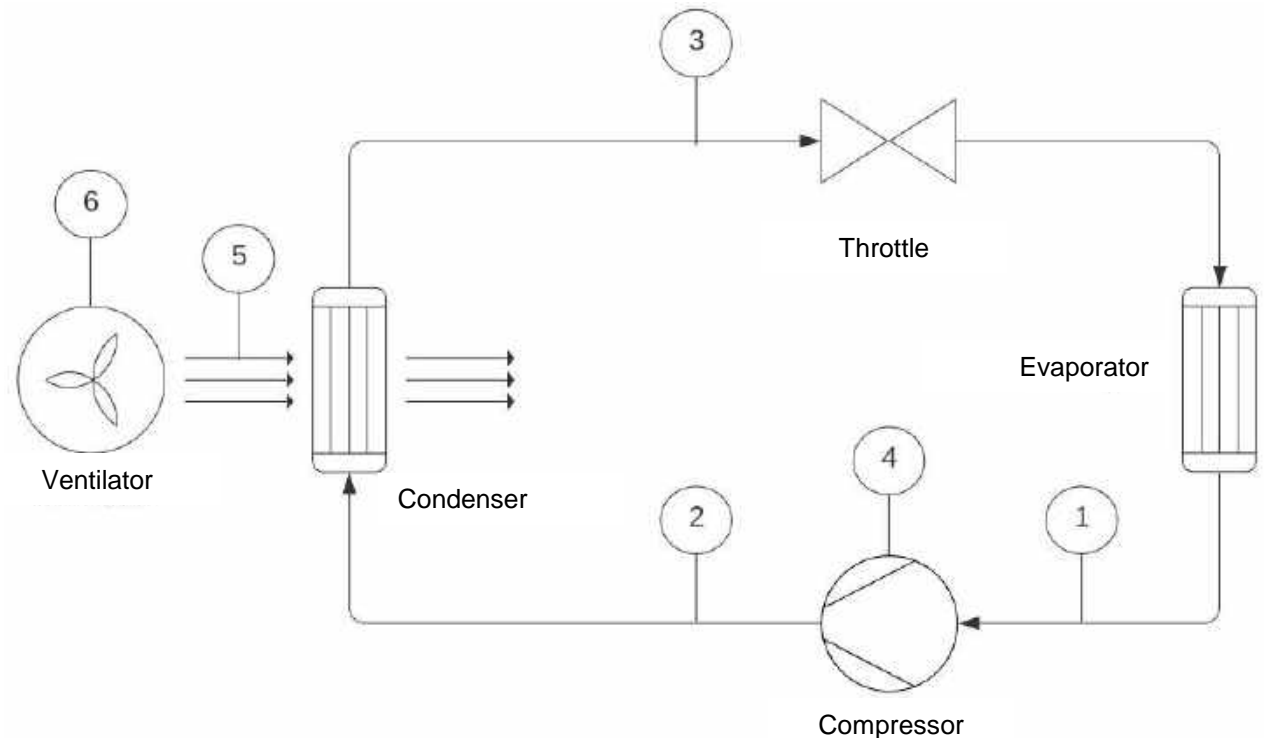 3
6
5
Throttle
Evaporator
Ventilator
4
Condenser
2
1
Compressor